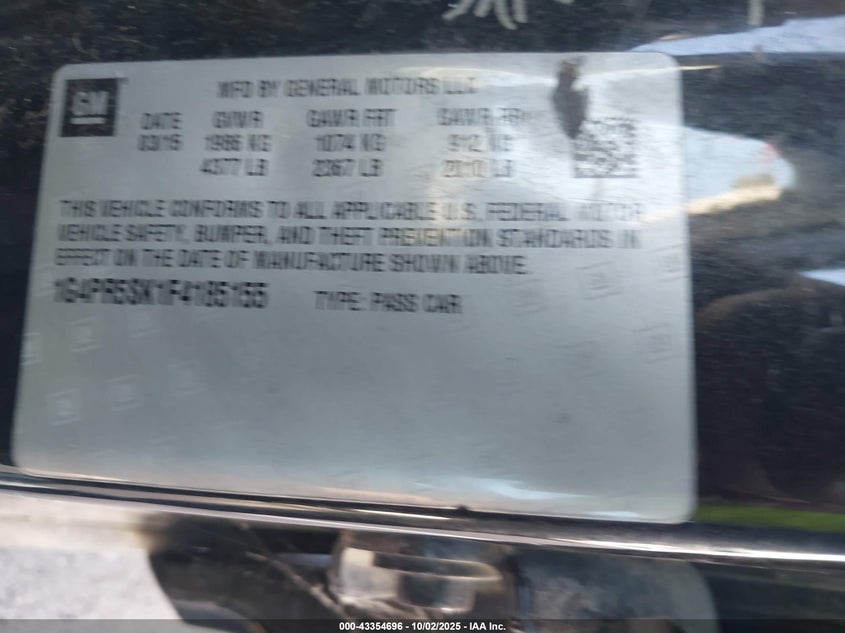 GM
MFD BY GENERAL MOTORS LLC
DATE GVWR GAWR FRT GAWR RR
03/15 1986 KG 1074 KG 912 KG
4377 LB 2367 LB 2010 LB
THIS VEHICLE CONFORMS TO ALL APPLICABLE U.S. FEDERAL MOTOR
VEHICLE SAFETY, BUMPER, AND THEFT PREVENTION STANDARDS IN
EFFECT ON THE DATE OF MANUFACTURE SHOWN ABOVE.
1G4PR5SK1F4185155 TYPE: PASS CAR
000-43354696 - 10/02/2025 - IAA Inc.